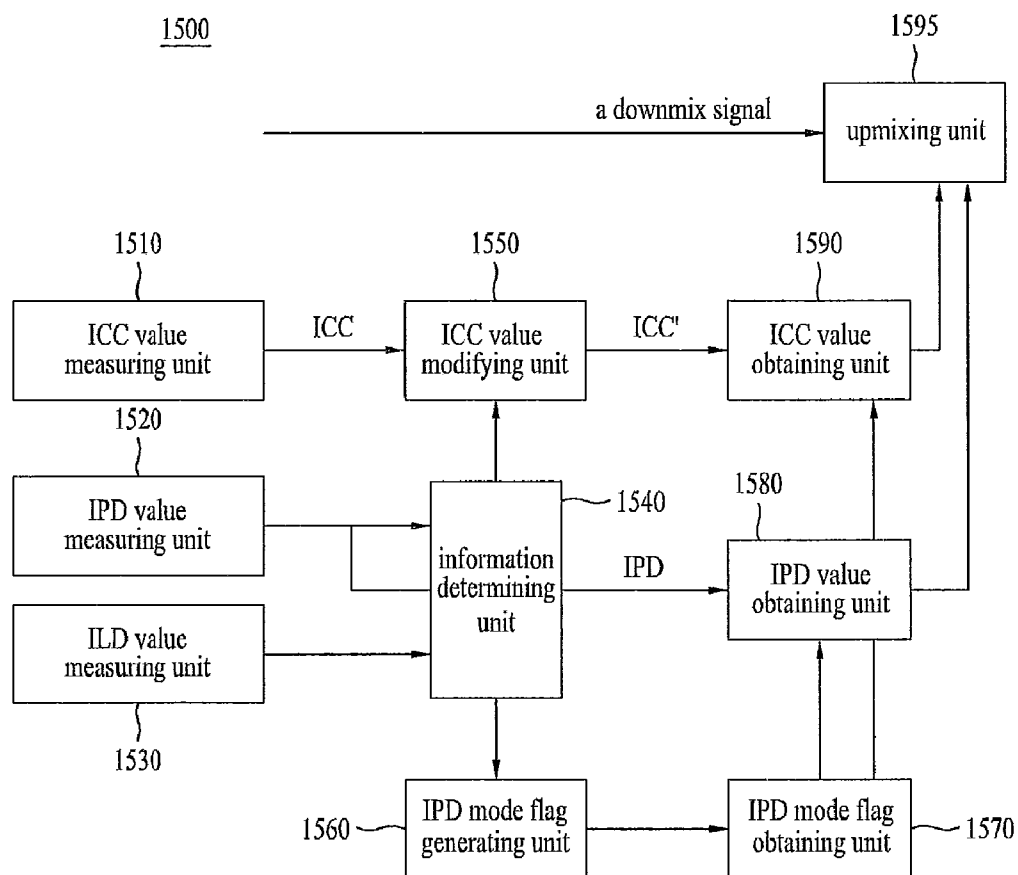 1500
1595
a downmix signal
upmixing unit
1510
1550
1590
ICC value
measuring unit
ICC
ICC value
modifying unit
ICC'
ICC value
obtaining unit
1520
IPD value
measuring unit
1540
1580
information
determining
unit
IPD
IPD value
obtaining unit
ILD value
measuring unit
1530
1560
IPD mode flag
generating unit
IPD mode flag
obtaining unit
1570